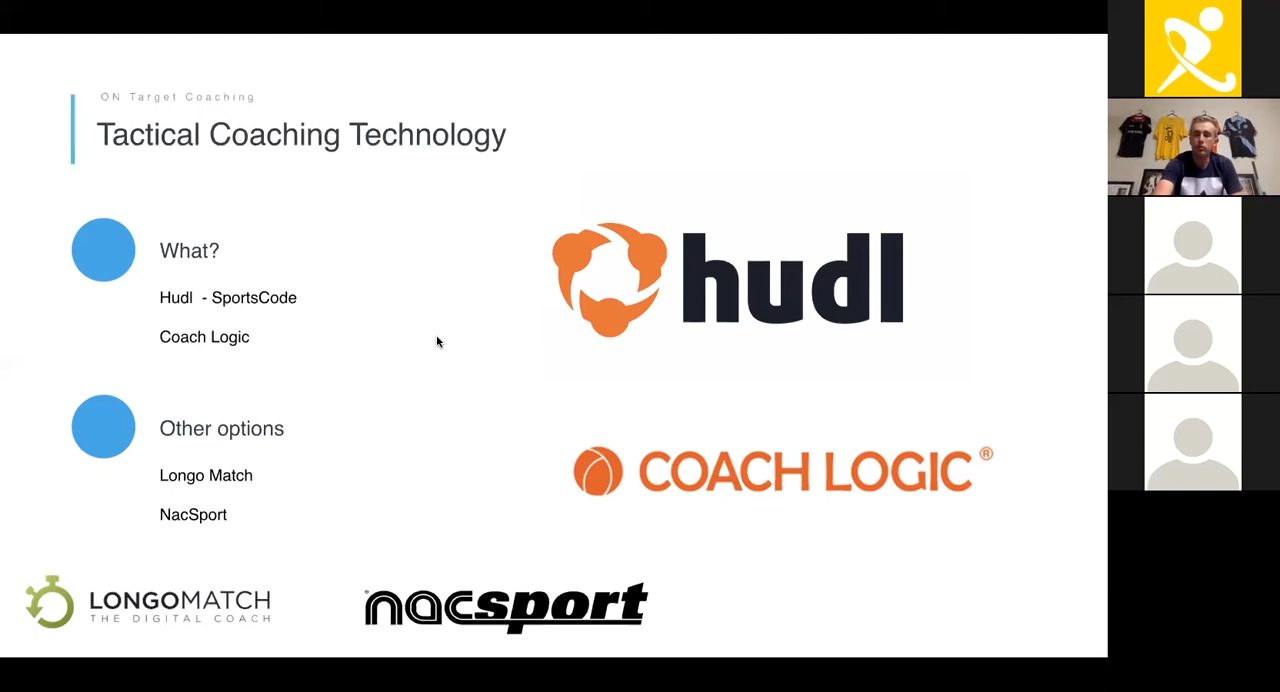 ON Target Coaching
Tactical Coaching Technology
What?
Hudl - SportsCode
Coach Logic
Other options
Longo Match
NacSport
hudl
COACH LOGIC®
LONGOMATCH
THE DIGITAL COACH
nacsport